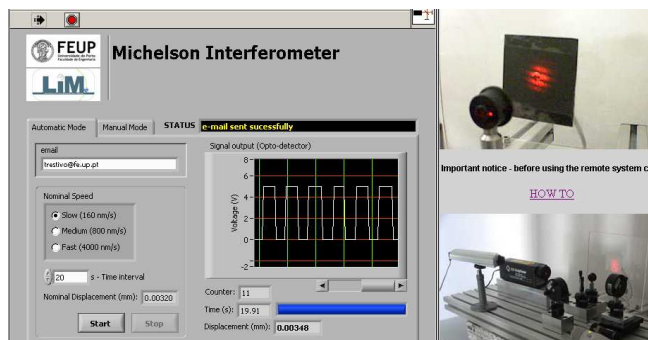 FEUP
Universidade do Porto
Faculdade de Engenharia
LiM
Michelson Interferometer
Automatic Mode
Manual Mode
STATUS
e-mail sent sucessfully
email
trestivo@fe.up.pt
Nominal Speed
Slow (160 nm/s)
Medium (800 nm/s)
Fast (4000 nm/s)
20 s - Time interval
Nominal Displacement (mm): 0.00320
Start
Stop
Signal output (Opto-detector)
Voltage (V)
8
6
4
2
0
-2
Counter: 11
Time (s): 19.91
Displacement (mm): 0.00348
Important notice - before using the remote system c
HOW TO